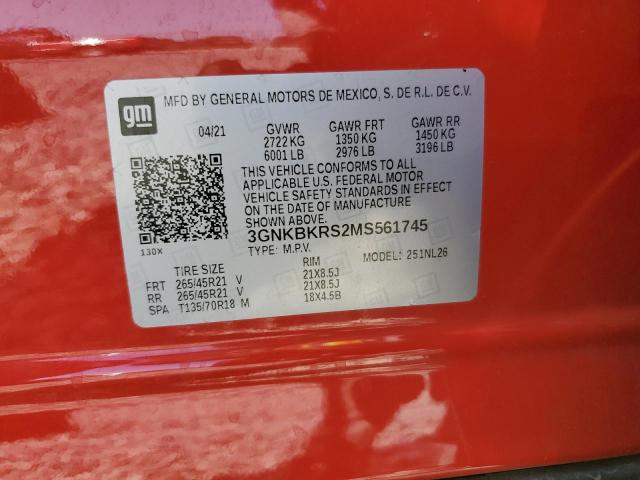 gm
MFD BY GENERAL MOTORS DE MEXICO, S. DE R.L. DE C.V.
04/21 GVWR GAWR FRT GAWR RR
2722 KG 1350 KG 1450 KG
6001 LB 2976 LB 3196 LB
THIS VEHICLE CONFORMS TO ALL
APPLICABLE U.S. FEDERAL MOTOR
VEHICLE SAFETY STANDARDS IN EFFECT
ON THE DATE OF MANUFACTURE
SHOWN ABOVE.
130X 3GNKBKRS2MS561745
TYPE: M.P.V. MODEL: 251NL26
TIRE SIZE RIM
FRT 265/45R21 V 21X8.5J
RR 265/45R21 V 21X8.5J
SPA T135/70R18 M 18X4.5B